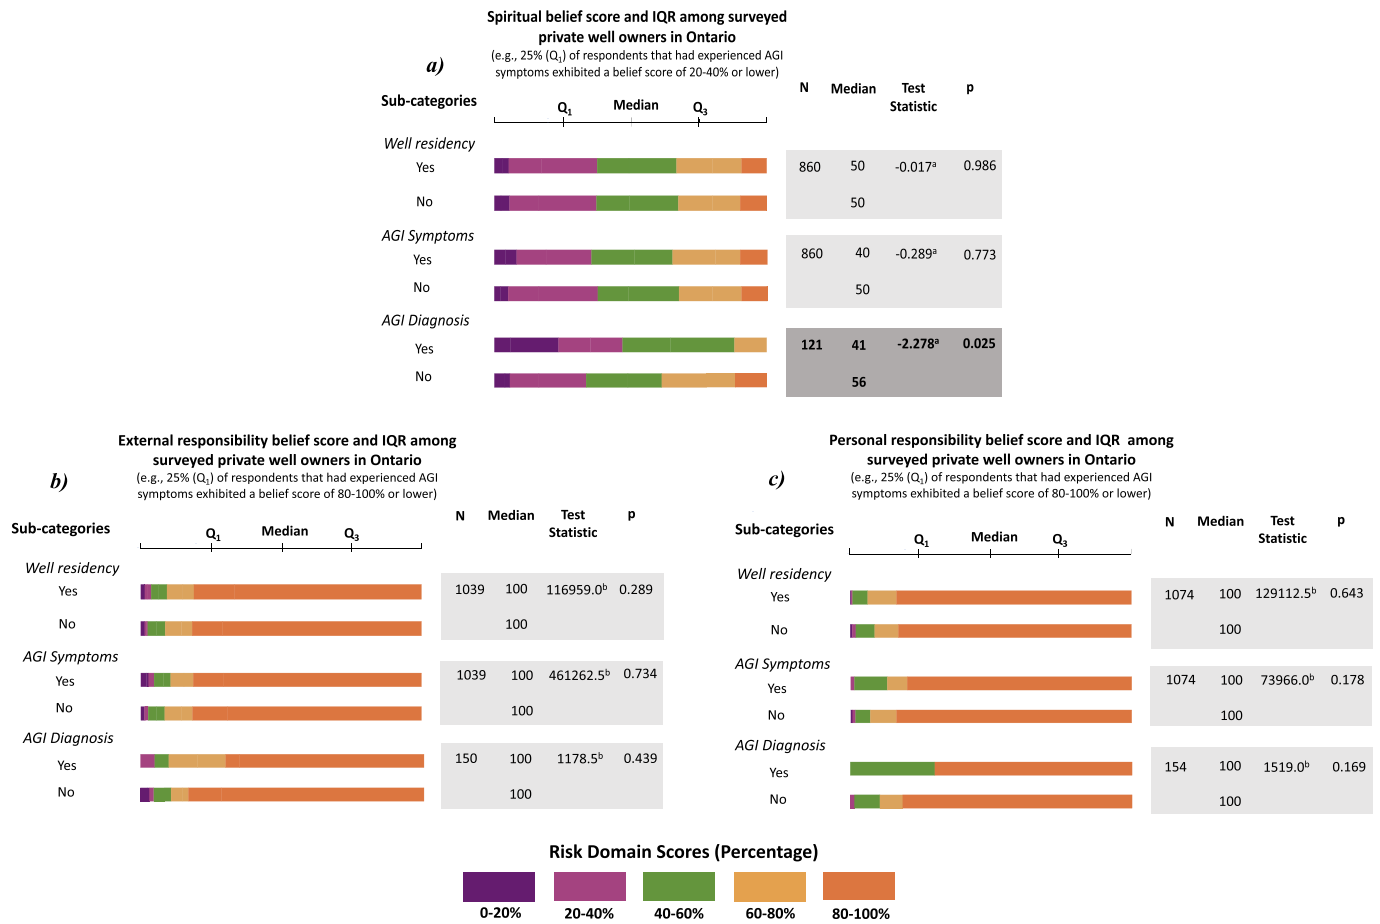 Spiritual belief score and IQR among surveyed
private well owners in Ontario
(e.g., 25% (Q1) of respondents that had experienced AGI
symptoms exhibited a belief score of 20-40% or lower)
a)
Sub-categories
Q1 Median Q3
N Median Test Statistic p
Well residency
Yes 860 50 -0.017a 0.986
No 50
AGI Symptoms
Yes 860 40 -0.289a 0.773
No 50
AGI Diagnosis
Yes 121 41 -2.278a 0.025
No 56
External responsibility belief score and IQR among
surveyed private well owners in Ontario
(e.g., 25% (Q1) of respondents that had experienced AGI
symptoms exhibited a belief score of 80-100% or lower)
b)
Sub-categories
Q1 Median Q3
N Median Test Statistic p
Well residency
Yes 1039 100 116959.0b 0.289
No 100
AGI Symptoms
Yes 1039 100 461262.5b 0.734
No 100
AGI Diagnosis
Yes 150 100 1178.5b 0.439
No 100
Personal responsibility belief score and IQR among
surveyed private well owners in Ontario
(e.g., 25% (Q1) of respondents that had experienced AGI
symptoms exhibited a belief score of 80-100% or lower)
c)
Sub-categories
Q1 Median Q3
N Median Test Statistic p
Well residency
Yes 1074 100 129112.5b 0.643
No 100
AGI Symptoms
Yes 1074 100 73966.0b 0.178
No 100
AGI Diagnosis
Yes 154 100 1519.0b 0.169
No 100
Risk Domain Scores (Percentage)
0-20% 20-40% 40-60% 60-80% 80-100%